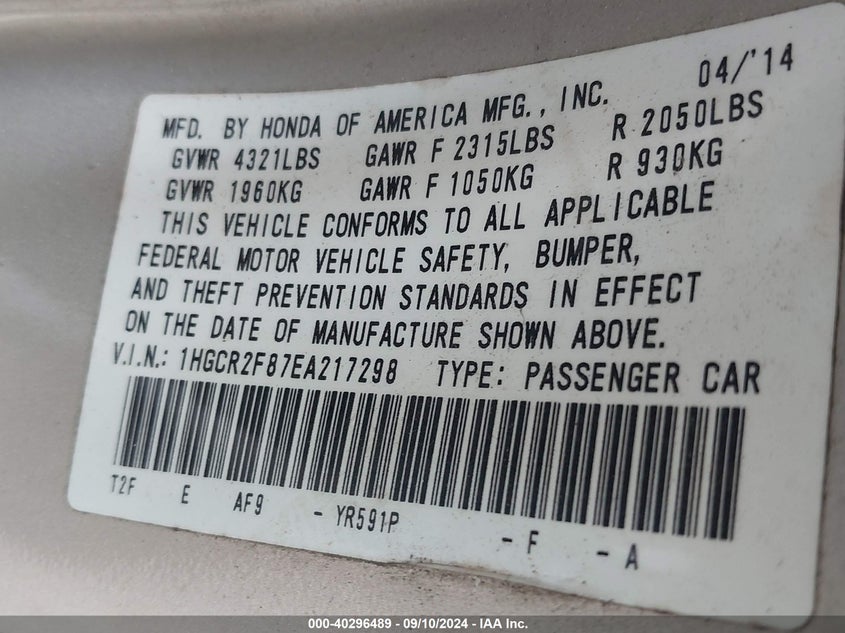 04/'14
MFD. BY HONDA OF AMERICA MFG., INC.
GVWR 4321LBS GAWR F 2315LBS R 2050LBS
GVWR 1960KG GAWR F 1050KG R 930KG
THIS VEHICLE CONFORMS TO ALL APPLICABLE
FEDERAL MOTOR VEHICLE SAFETY, BUMPER,
AND THEFT PREVENTION STANDARDS IN EFFECT
ON THE DATE OF MANUFACTURE SHOWN ABOVE.
V.I.N.: 1HGCR2F87EA217298 TYPE: PASSENGER CAR
T2F E AF9 - YR591P - F - A
000-40296489 - 09/10/2024 - IAA Inc.